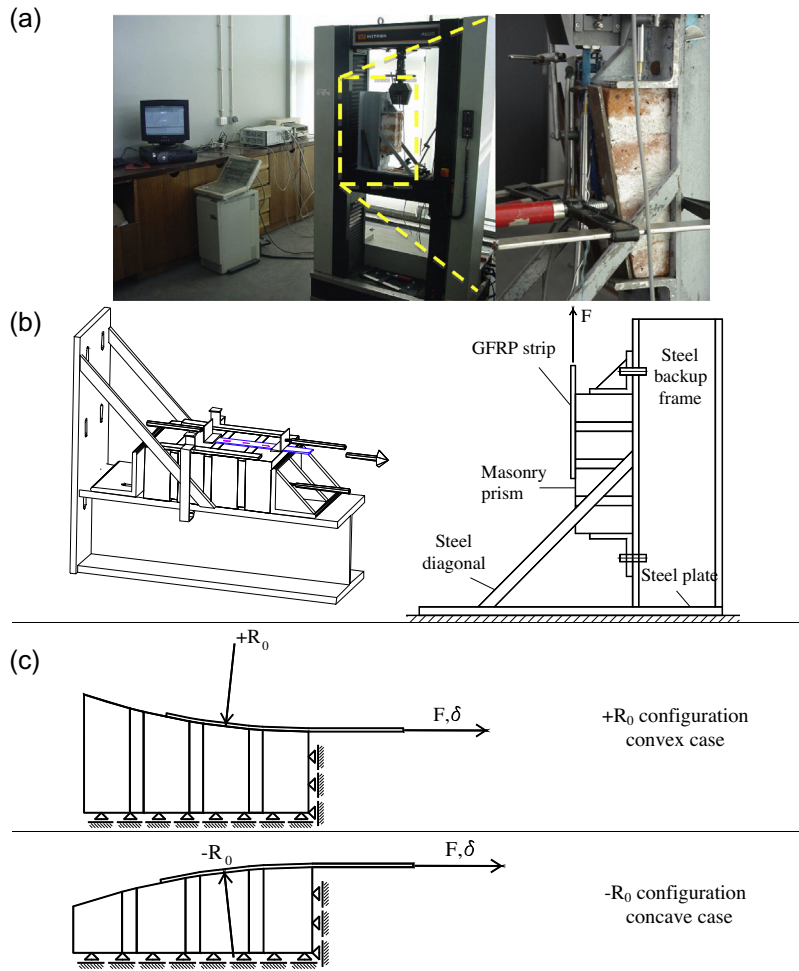 (a)
(b)
F
GFRP strip
Steel
backup
frame
Masonry
prism
Steel
diagonal
Steel plate
(c)
+R₀
F,δ
+R₀ configuration
convex case
-R₀
F,δ
-R₀ configuration
concave case